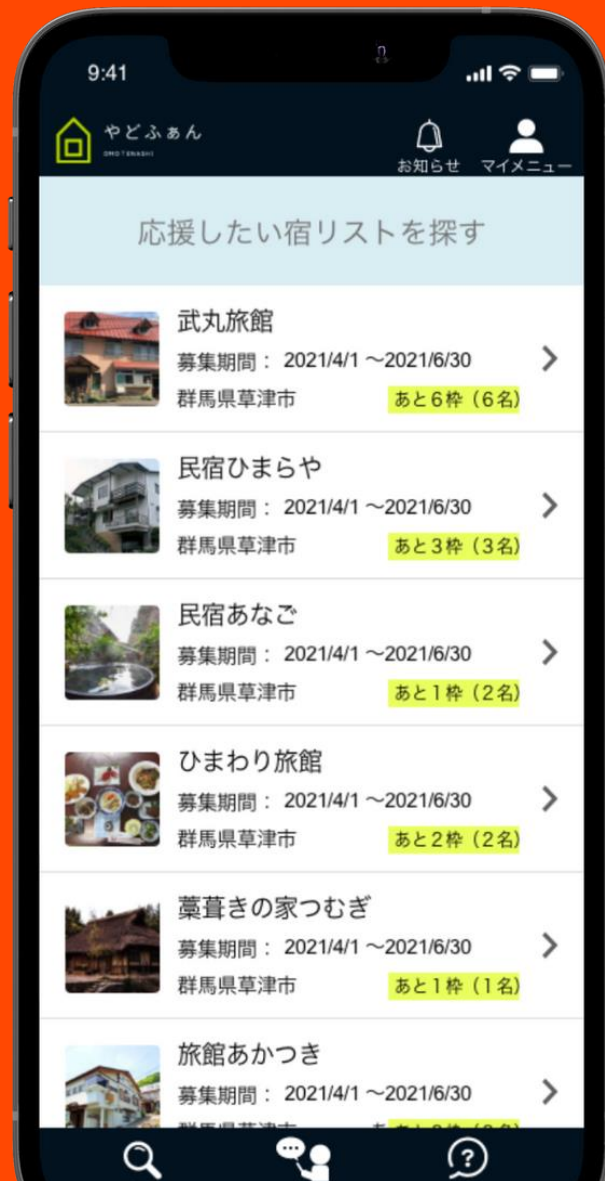 9:41
やどふぁん
OMOTENASHI
お知らせ マイメニュー
応援したい宿リストを探す
武丸旅館
募集期間： 2021/4/1 〜2021/6/30
群馬県草津市 あと6枠（6名）
民宿ひまらや
募集期間： 2021/4/1 〜2021/6/30
群馬県草津市 あと3枠（3名）
民宿あなご
募集期間： 2021/4/1 〜2021/6/30
群馬県草津市 あと1枠（2名）
ひまわり旅館
募集期間： 2021/4/1 〜2021/6/30
群馬県草津市 あと2枠（2名）
藁葺きの家つむぎ
募集期間： 2021/4/1 〜2021/6/30
群馬県草津市 あと1枠（1名）
旅館あかつき
募集期間： 2021/4/1 〜2021/6/30